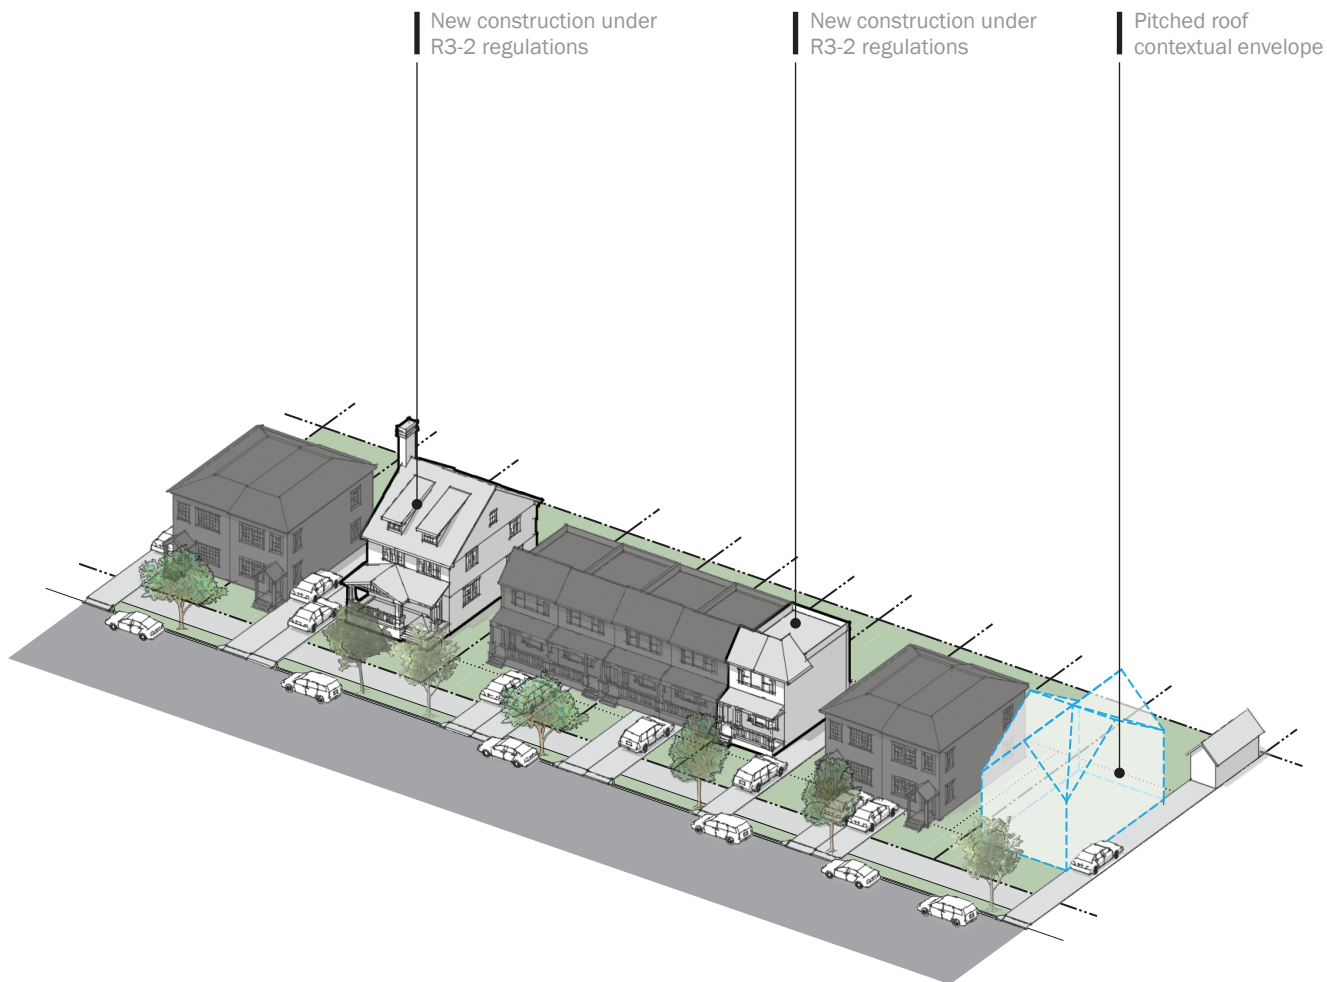 New construction under
R3-2 regulations
New construction under
R3-2 regulations
Pitched roof
contextual envelope